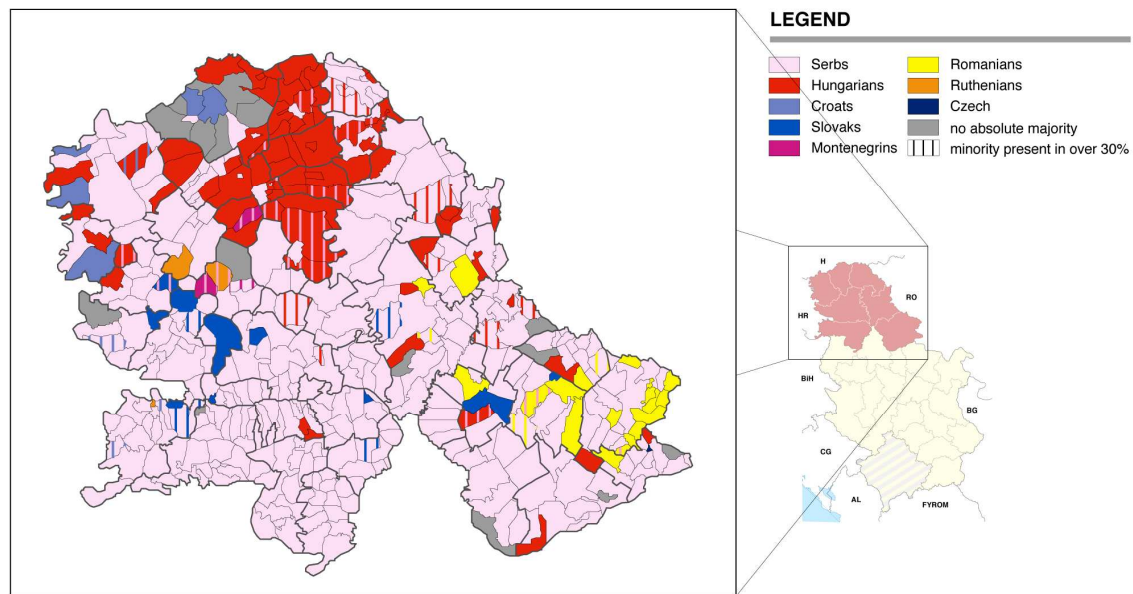 LEGEND
Serbs
Hungarians
Croats
Slovaks
Montenegrins
Romanians
Ruthenians
Czech
no absolute majority
minority present in over 30%
H
RO
HR
BiH
BG
CG
AL
FYROM